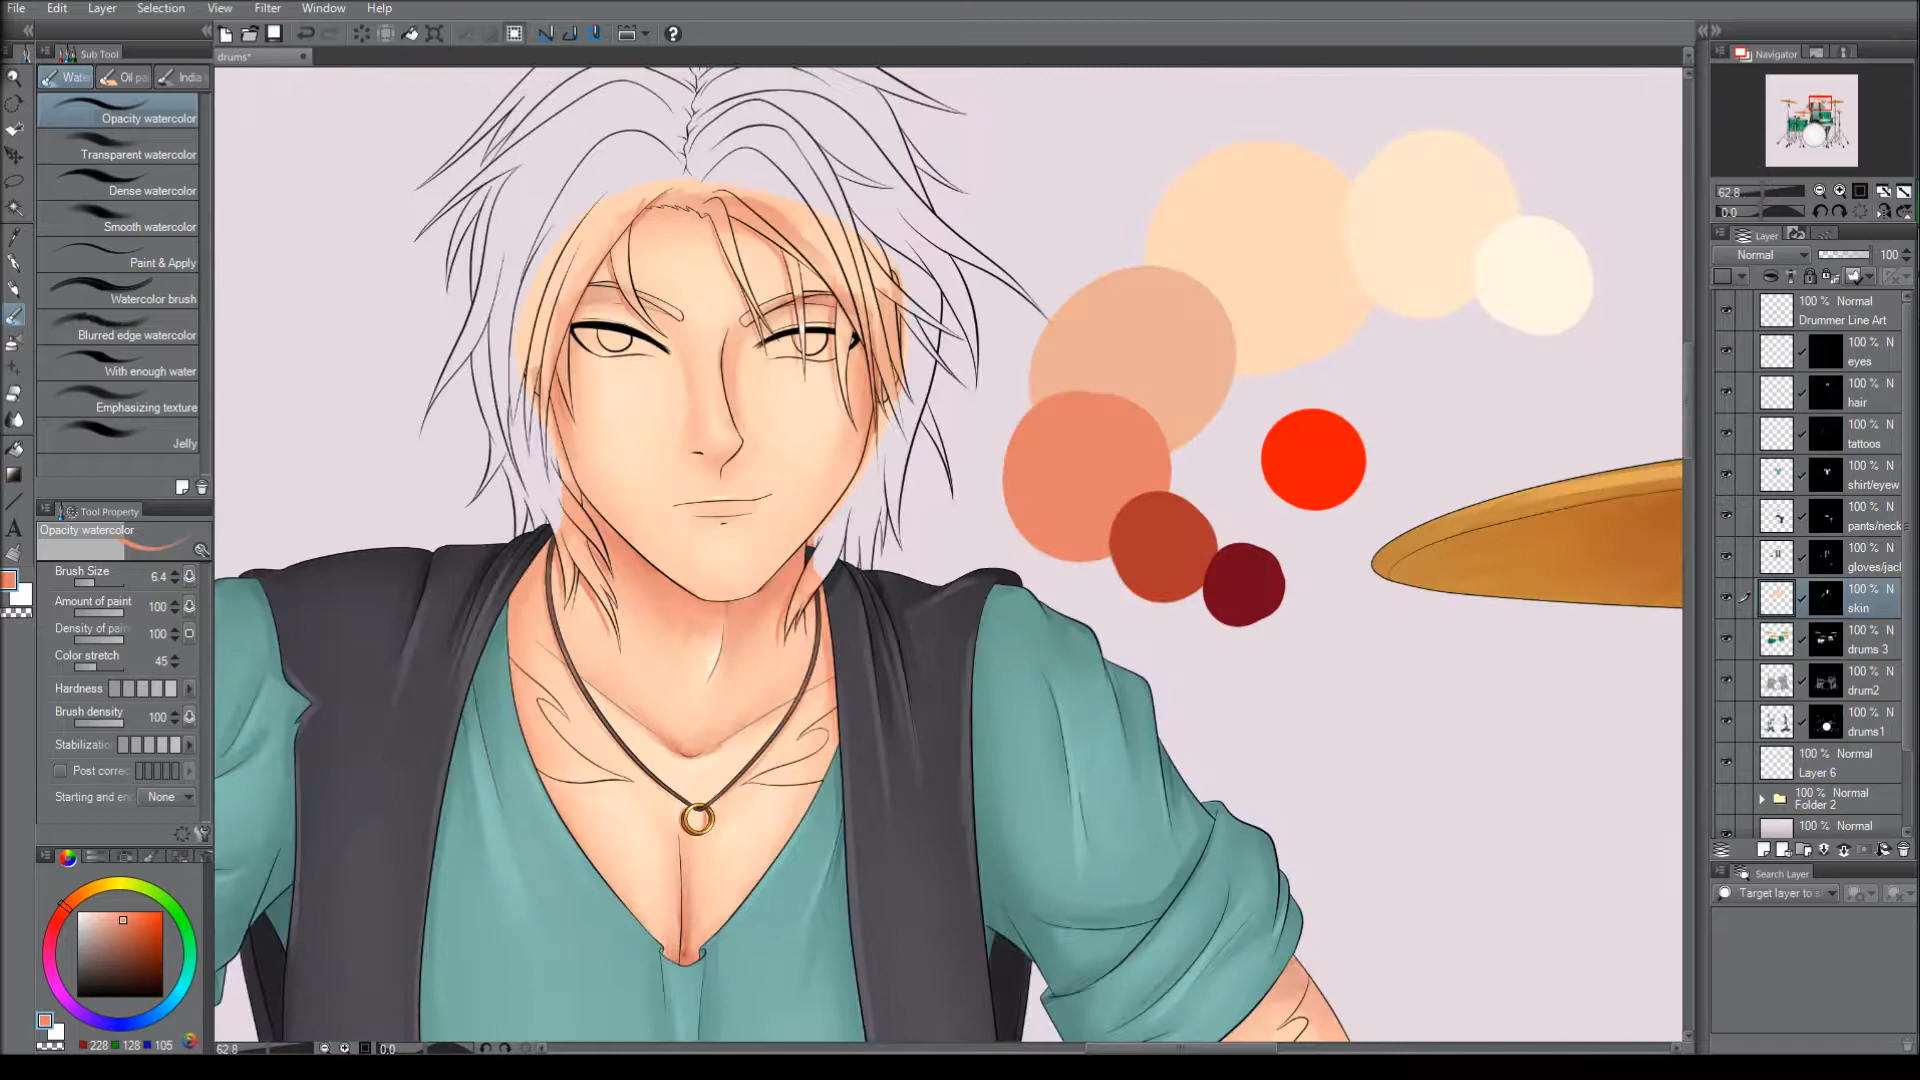 File Edit Layer Selection View Filter Window Help
Sub Tool
drums*
Navigator
Oil pa
India
Opacity watercolor
Transparent watercolor
Dense watercolor
Smooth watercolor
Paint & Apply
Watercolor brush
Blurred edge watercolor
With enough water
Emphasizing texture
Jelly
Tool Property
Opacity watercolor
Brush Size 6.4
Amount of paint 100
Density of pain 100
Color stretch 45
Hardness
Brush density 100
Stabilizatio
Post correc
Starting and enc None
228 128 105
62.8 0.0
62.8
0.0
Layer
Normal 100
100 % Normal
Drummer Line Art
100 % N
eyes
100 % N
hair
100 % N
tattoos
100 % N
shirt/eyew
100 % N
pants/neck
100 % N
gloves/jack
100 % N
skin
100 % N
drums 3
100 % N
drum2
100 % N
drums1
100 % Normal
Layer 6
100 % Normal
Folder 2
100 % Normal
Search Layer
Target layer to s